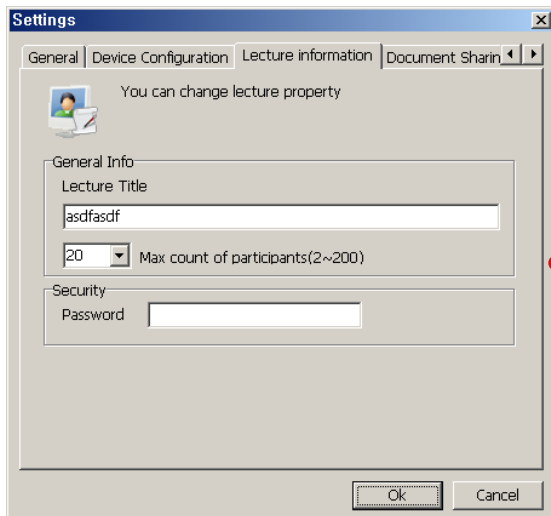 Settings
General Device Configuration Lecture information Document Sharin
You can change lecture property
General Info
Lecture Title
asdfasdf
20 Max count of participants(2~200)
Security
Password
Ok Cancel